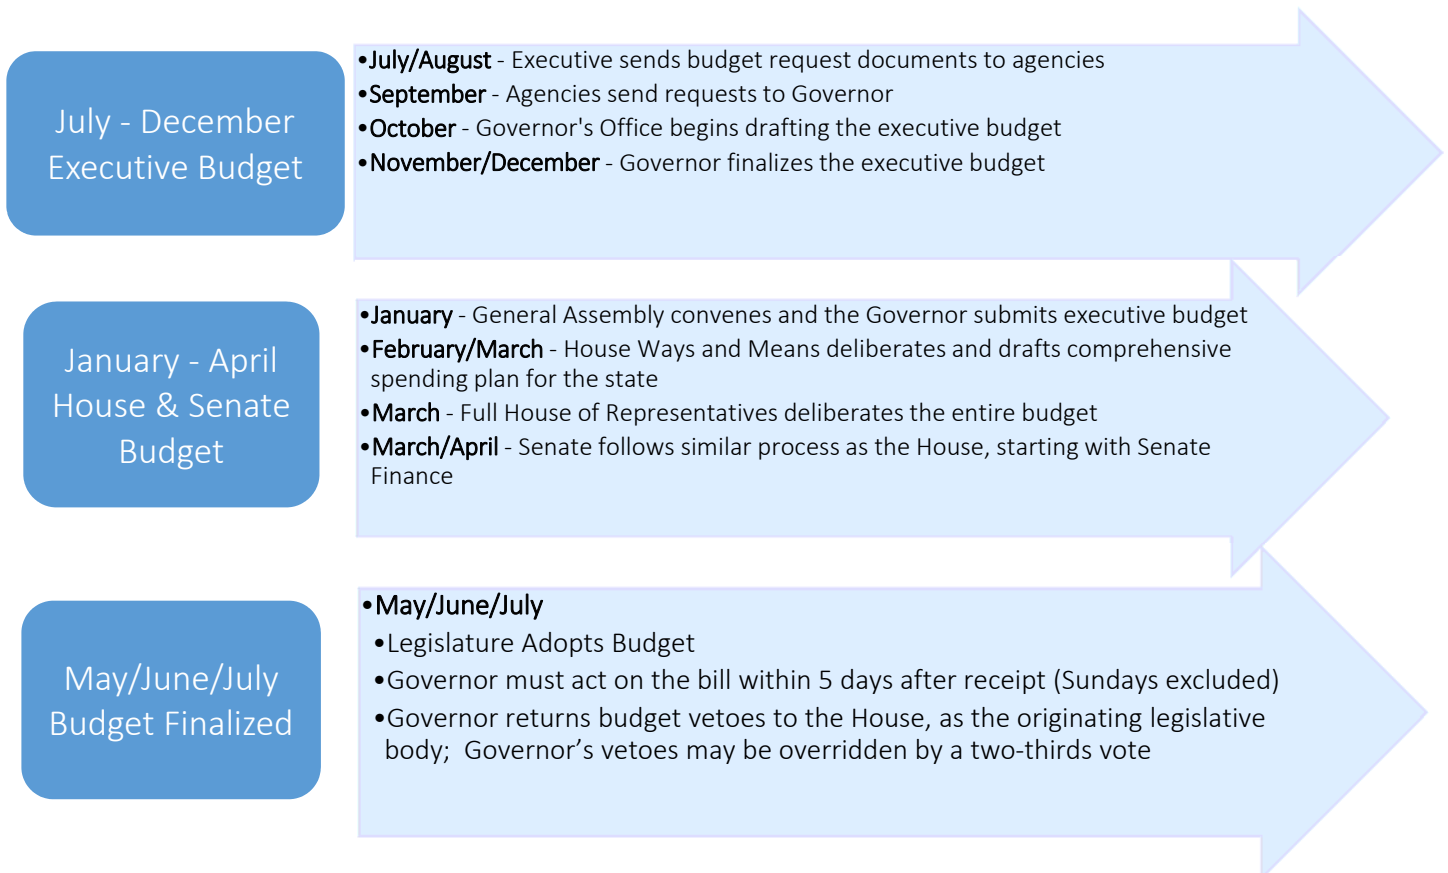 July - December
Executive Budget
•July/August - Executive sends budget request documents to agencies
•September - Agencies send requests to Governor
•October - Governor's Office begins drafting the executive budget
•November/December - Governor finalizes the executive budget
January - April
House & Senate
Budget
•January - General Assembly convenes and the Governor submits executive budget
•February/March - House Ways and Means deliberates and drafts comprehensive
spending plan for the state
•March - Full House of Representatives deliberates the entire budget
•March/April - Senate follows similar process as the House, starting with Senate
Finance
May/June/July
Budget Finalized
•May/June/July
•Legislature Adopts Budget
•Governor must act on the bill within 5 days after receipt (Sundays excluded)
•Governor returns budget vetoes to the House, as the originating legislative
body;  Governor’s vetoes may be overridden by a two-thirds vote